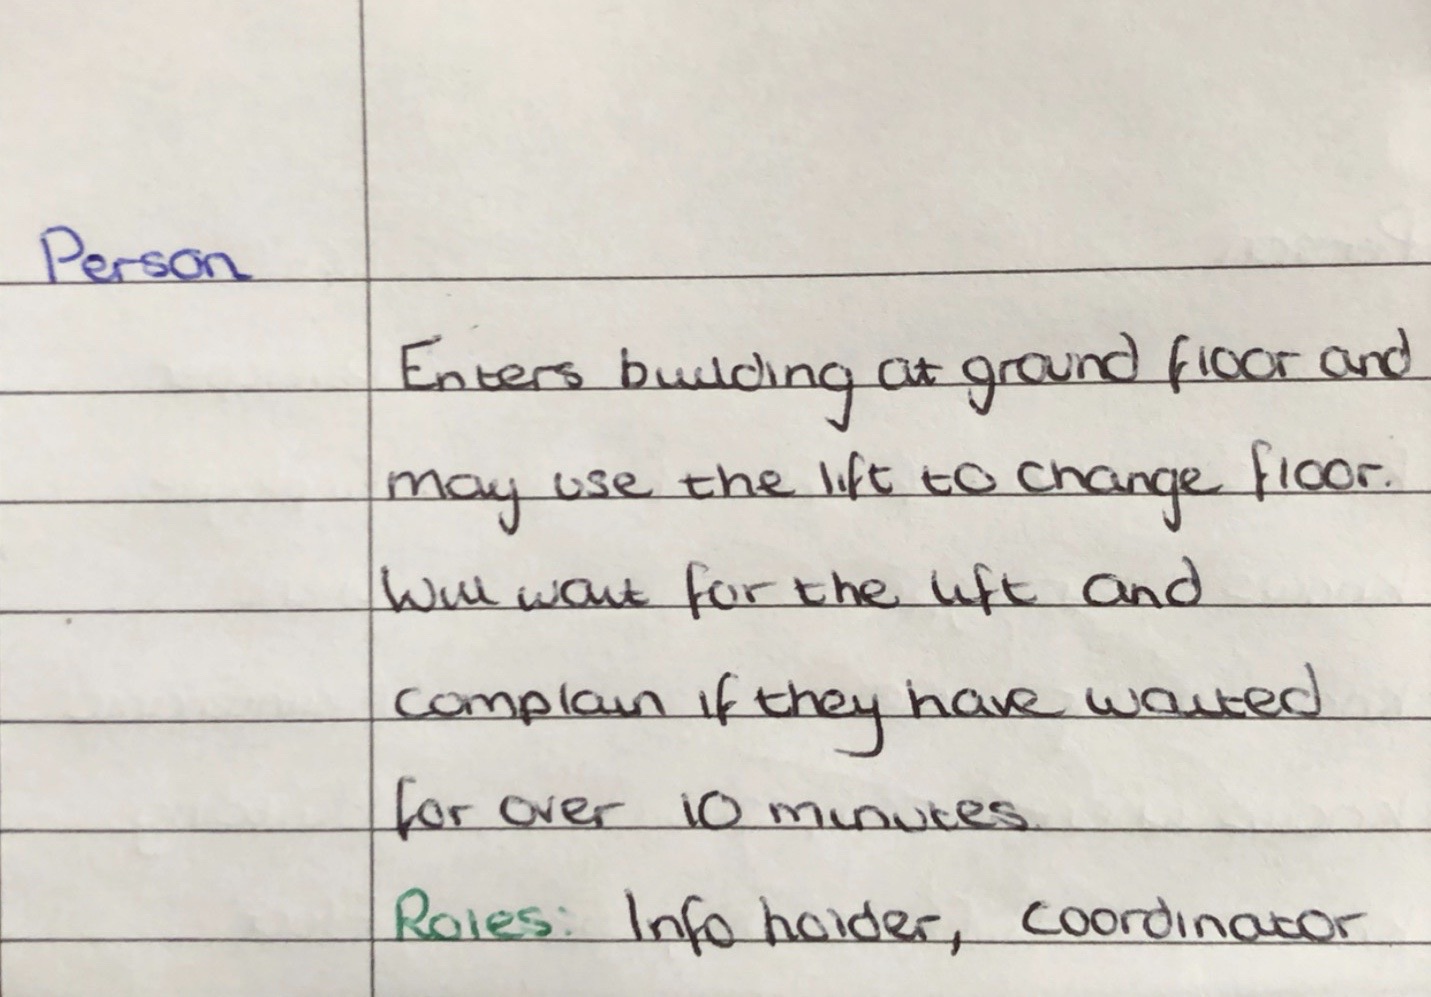 Person
Enters building at ground floor and
may use the lift to change floor.
Will wait for the lift and
complain if they have waited
for over 10 minutes.
Roles: Info holder, coordinator